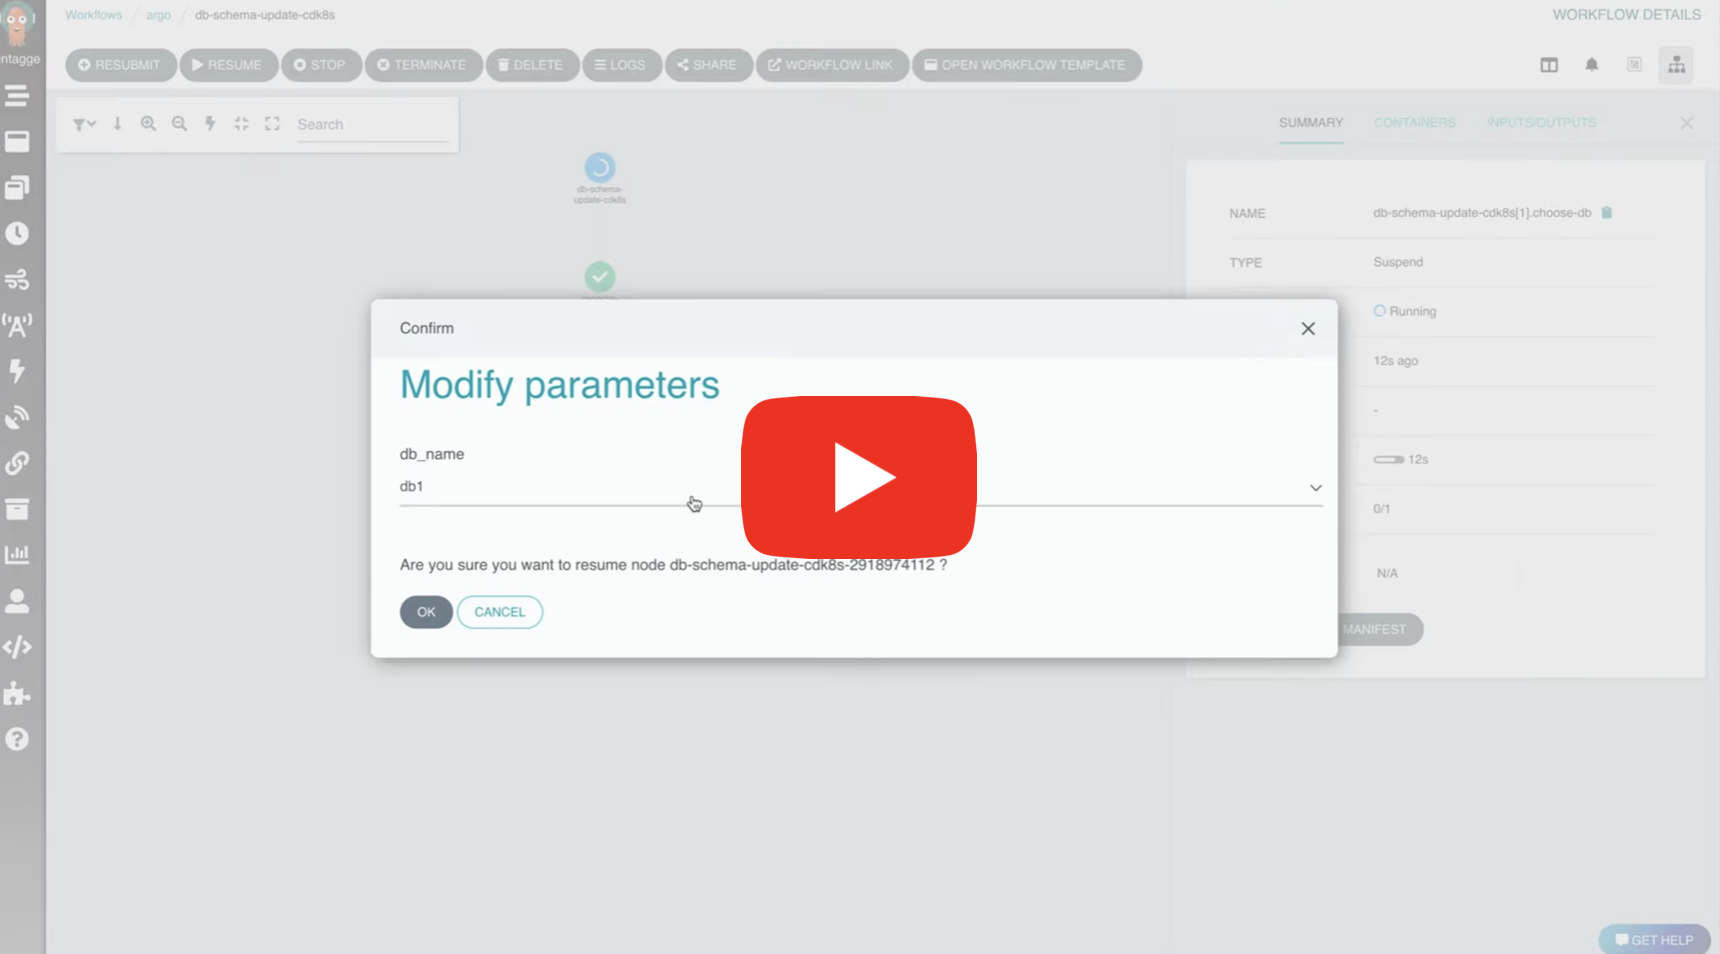 Workflows / argo / db-schema-update-cdk8s
WORKFLOW DETAILS
ntagge
RESUBMIT
RESUME
STOP
TERMINATE
DELETE
LOGS
SHARE
WORKFLOW LINK
OPEN WORKFLOW TEMPLATE
Search
db-schema-
update-cdk8s
SUMMARY
CONTAINERS
INPUTS/OUTPUTS
NAME
db-schema-update-cdk8s[1].choose-db
TYPE
Suspend
Running
12s ago
-
12s
0/1
N/A
MANIFEST
Confirm
Modify parameters
db_name
db1
Are you sure you want to resume node db-schema-update-cdk8s-2918974112 ?
OK
CANCEL
GET HELP